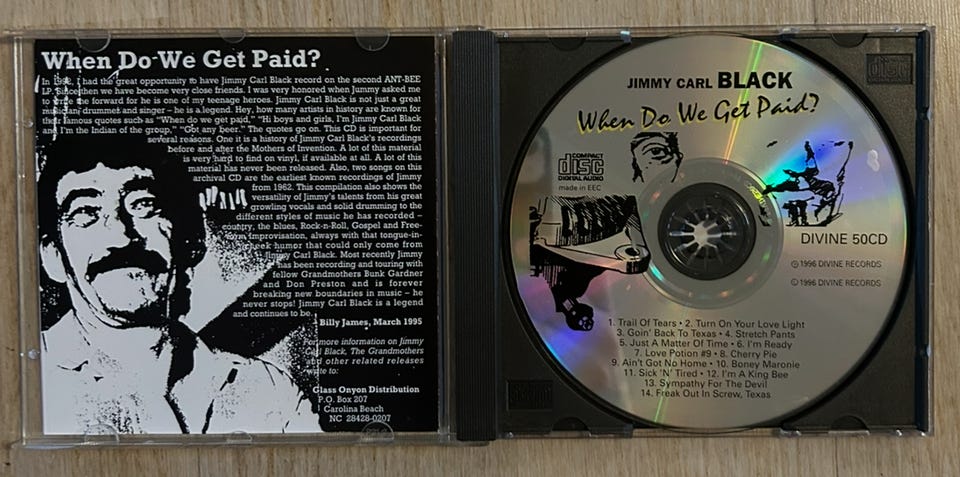 When Do We Get Paid?
In 1992, I had the great opportunity to have Jimmy Carl Black record on the second ANT-BEE
LP. Since then we have become very close friends. I was very honored when Jummy asked me
to write the forward for he is one of my teenage heroes. Jimmy Carl Black is not just a great
musician, drummer and singer – he is a legend. Hey, how many artists in history are known for
their famous quotes such as "When do we get paid," "Hi boys and girls, I'm Jimmy Carl Black
and I'm the Indian of the group," "Got any beer." The quotes go on. This CD is important for
several reasons. One it is a history of Jimmy Carl Black's recordings
before and after the Mothers of Invention. A lot of this material
is very hard to find on vinyl, if available at all. A lot of this
material has never been released. Also, two songs on this
archival CD are the earliest known recordings of Jimmy
from 1962. This compilation also shows the
versatility of Jimmy's talents from his great
growling vocals and solid drumming to the
different styles of music he has recorded –
country, the blues, Rock-n-Roll, Gospel and Free-
form Improvisation, always with that tongue-in-
cheek humor that could only come from
Jimmy Carl Black. Most recently Jimmy
has been recording and touring with
fellow Grandmothers Bunk Gardner
and Don Preston and is forever
breaking new boundaries in music – he
never stops! Jimmy Carl Black is a legend
and continues to be.
Billy James, March 1995
For more information on Jimmy
Carl Black, The Grandmothers
and other related releases
write to:
Glass Onyon Distribution
P.O. Box 207
Carolina Beach
NC 28428-0207
JIMMY CARL BLACK
When Do We Get Paid?
COMPACT
disc
DIGITAL AUDIO
made in EEC
DIVINE 50CD
℗ 1996 DIVINE RECORDS
© 1996 DIVINE RECORDS
1. Trail Of Tears • 2. Turn On Your Love Light
3. Goin' Back To Texas • 4. Stretch Pants
5. Just A Matter Of Time • 6. I'm Ready
7. Love Potion #9 • 8. Cherry Pie
9. Ain't Got No Home • 10. Boney Maronie
11. Sick 'N' Tired • 12. I'm A King Bee
13. Sympathy For The Devil
14. Freak Out In Screw, Texas
disc